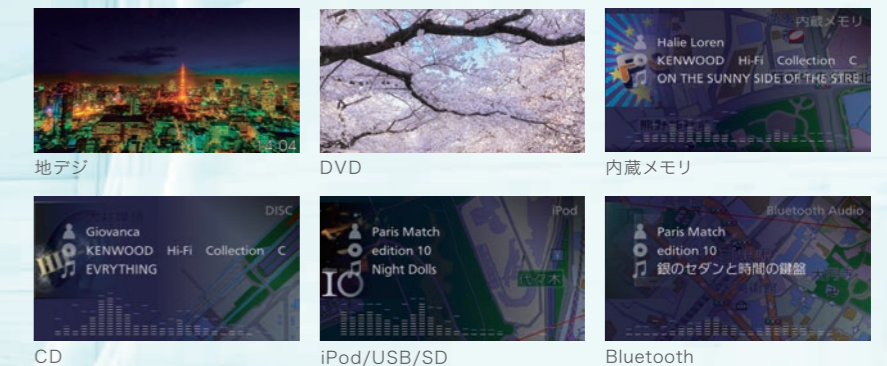 14:04
地デジ
DVD
内蔵メモリ
Halie Loren
KENWOOD Hi-Fi Collection C
ON THE SUNNY SIDE OF THE STRE
内蔵メモリ
DISC
Giovanca
KENWOOD Hi-Fi Collection C
EVRYTHING
CD
iPod
Paris Match
edition 10
Night Dolls
代々木
iPod/USB/SD
Bluetooth Audio
Paris Match
edition 10
銀のセダンと時間の鍵盤
Bluetooth